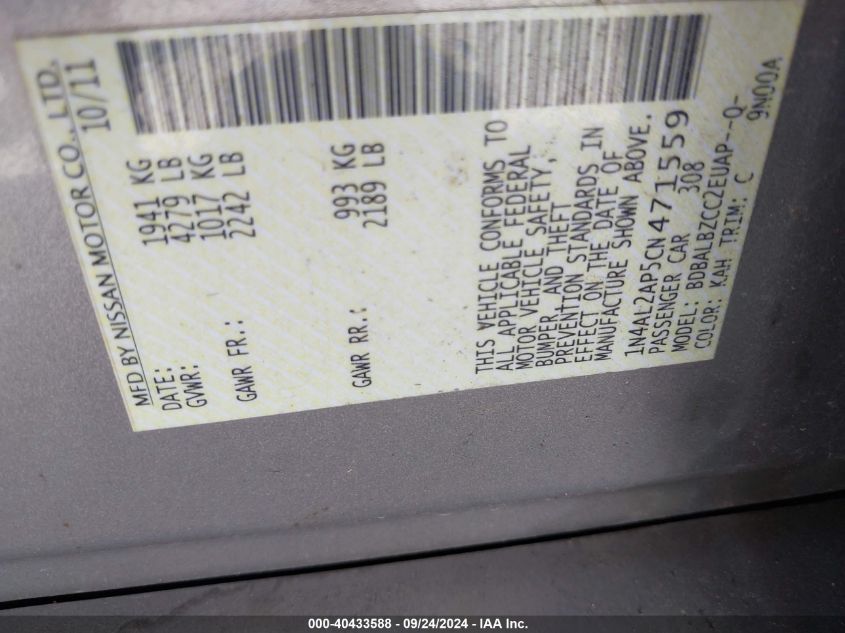 MFD BY NISSAN MOTOR CO., LTD.
DATE: 10/11
GVWR: 1941 KG
4279 LB
GAWR FR.: 1017 KG
2242 LB
GAWR RR.: 993 KG
2189 LB
THIS VEHICLE CONFORMS TO
ALL APPLICABLE FEDERAL
MOTOR VEHICLE SAFETY,
BUMPER, AND THEFT
PREVENTION STANDARDS IN
EFFECT ON THE DATE OF
MANUFACTURE SHOWN ABOVE.
1N4AL2AP5CN471559
PASSENGER CAR 308
MODEL: BDBALBZCC2EUAP--Q-
COLOR: KAH TRIM: C 9N00A
000-40433588 - 09/24/2024 - IAA Inc.